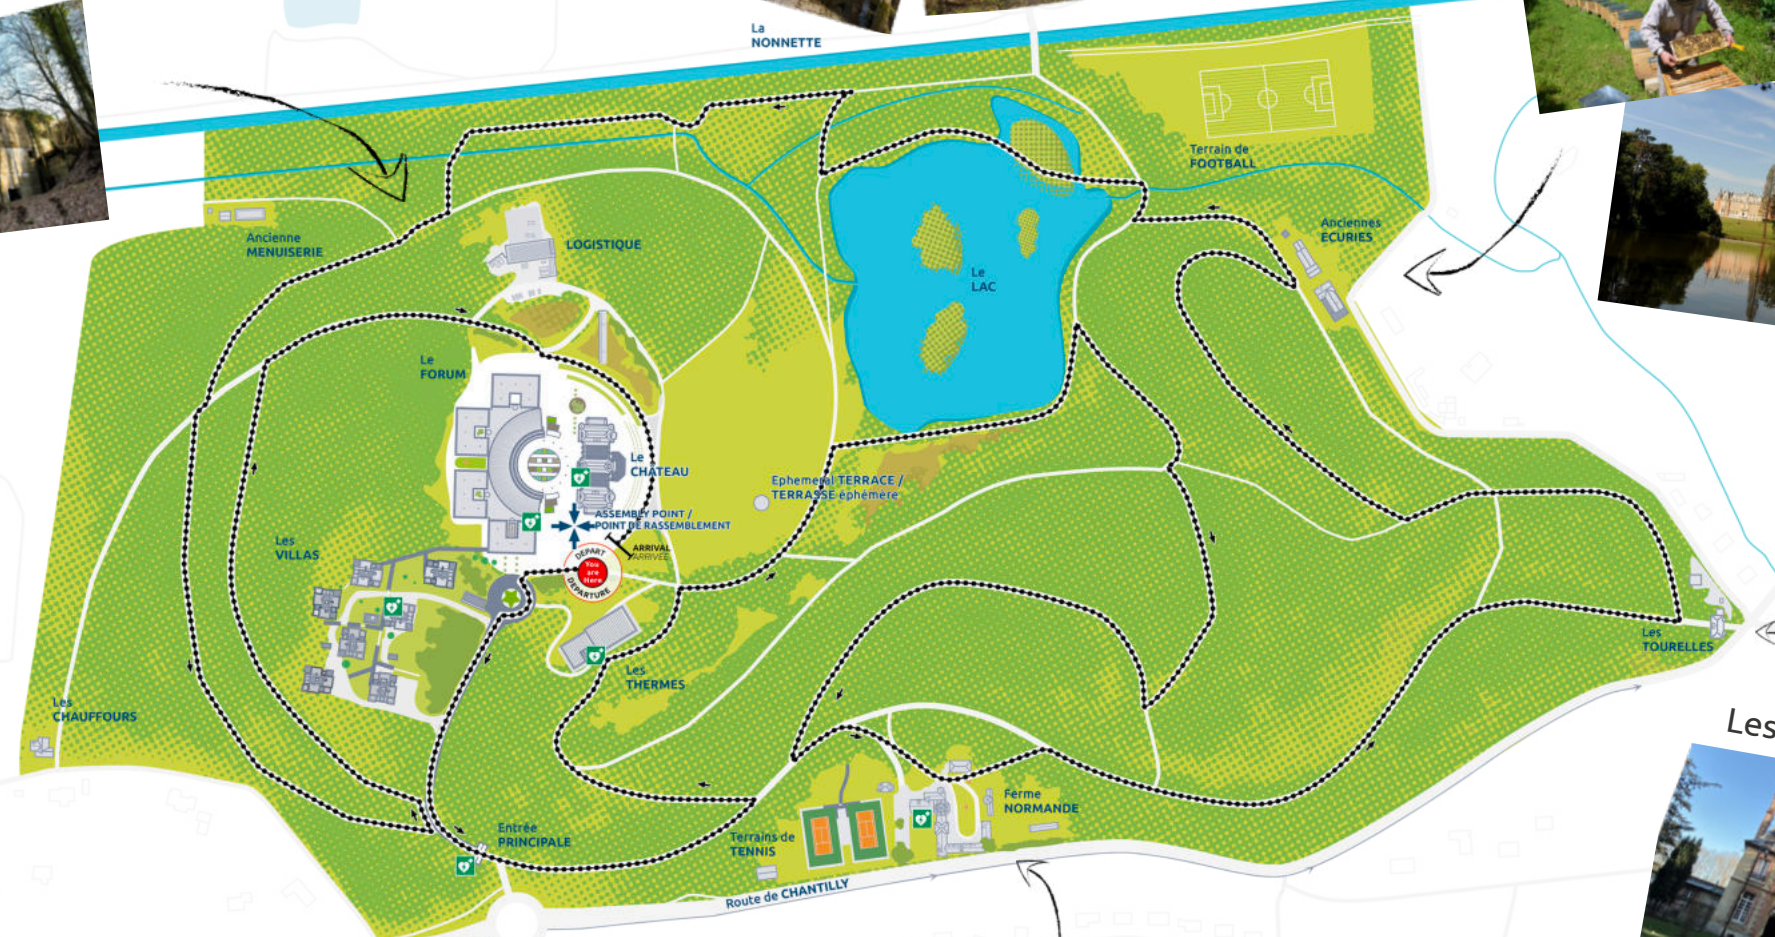 La
NONNETTE
Terrain de
FOOTBALL
Ancienne
MENUISERIE
LOGISTIQUE
Anciennes
ECURIES
Le
LAC
Le
FORUM
Le
CHATEAU
Ephemeral TERRACE /
TERRASSE éphémère
ASSEMBLY POINT /
POINT DE RASSEMBLEMENT
ARRIVAL
ARRIVÉE
DEPART
You
are
Here
DEPARTURE
Les
VILLAS
Les
THERMES
Les
TOURELLES
Les
CHAUFFOURS
Les
Ferme
NORMANDE
Entrée
PRINCIPALE
Terrains de
TENNIS
Route de CHANTILLY